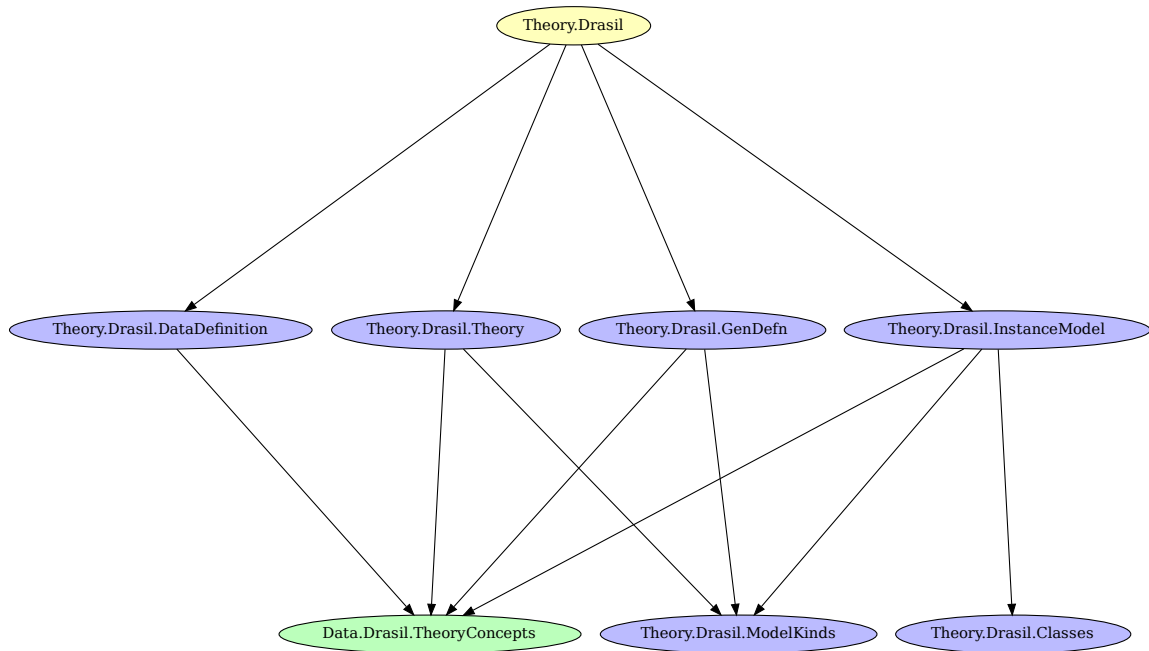 Theory.Drasil
Theory.Drasil.DataDefinition
Theory.Drasil.Theory
Theory.Drasil.GenDefn
Theory.Drasil.InstanceModel
Data.Drasil.TheoryConcepts
Theory.Drasil.ModelKinds
Theory.Drasil.Classes